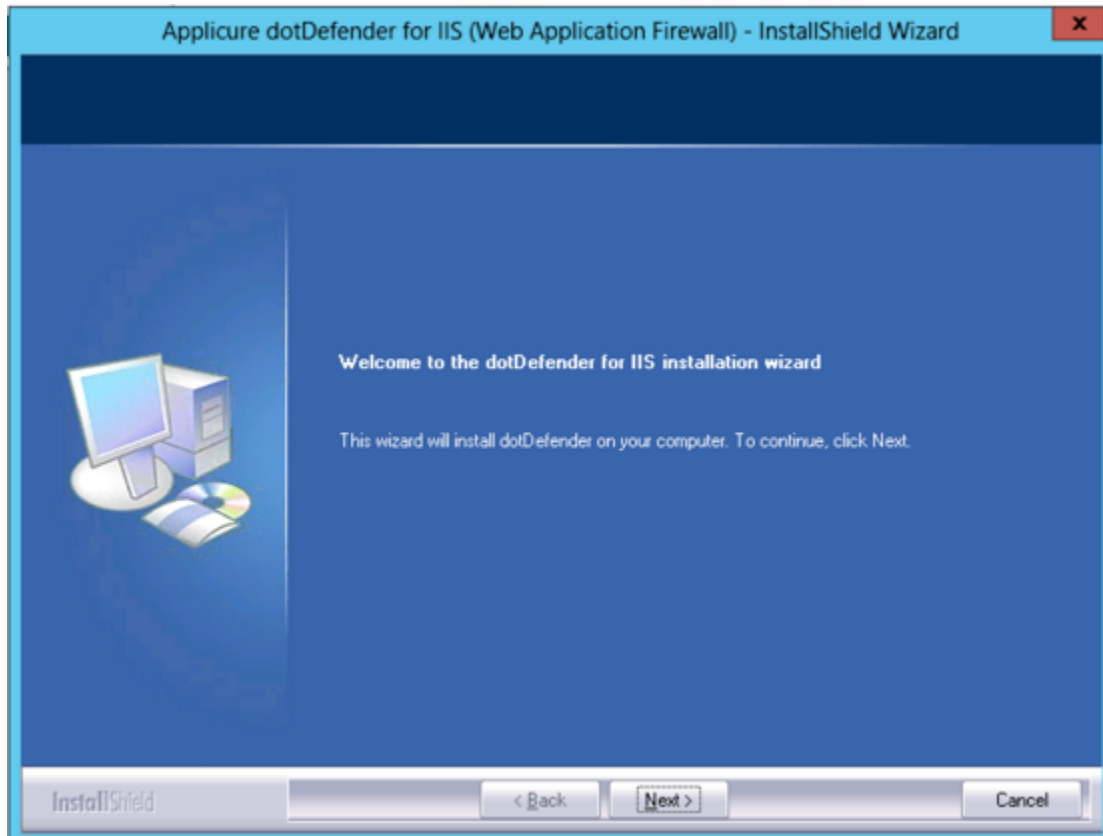 Applicure dotDefender for IIS (Web Application Firewall) - InstallShield Wizard
x
Welcome to the dotDefender for IIS installation wizard
This wizard will install dotDefender on your computer. To continue, click Next.
InstallShield
< Back
Next >
Cancel